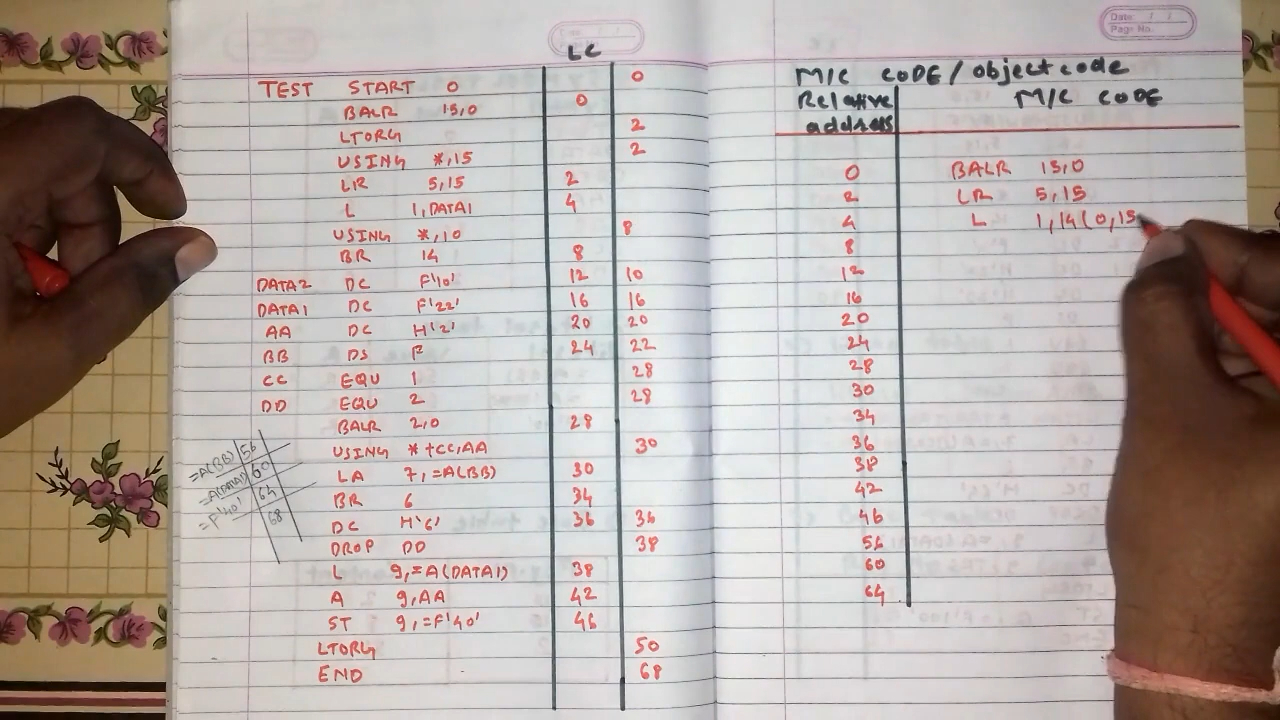 LC
TEST START 0 0
BALR 15,0 0
LTORG 2
USING *,15 2
LR 5,15 2
L 1,DATA1 4
USING *,10 8
BR 14 8
DATA2 DC F'10' 12 10
DATA1 DC F'22' 16 16
AA DC H'2' 20 20
BB DS F 24 22
CC EQU 1 28
DD EQU 2 28
BALR 2,0 28
USING *+CC,AA 30
LA 7,=A(BB) 30
BR 6 34
DC H'6' 36 36
DROP DD 38
L 9,=A(DATA1) 38
A 9,AA 42
ST 9,=F'40' 46
LTORG 50
END 68
=A(BB) 56
=A(DATA1) 60
=F'40' 64
68
Date: / /
Page No.
M/C CODE/object code
Relative address M/C CODE
0 BALR 15,0
2 LR 5,15
4 L 1,14(0,15
8
12
16
20
24
28
30
34
36
38
42
46
56
60
64